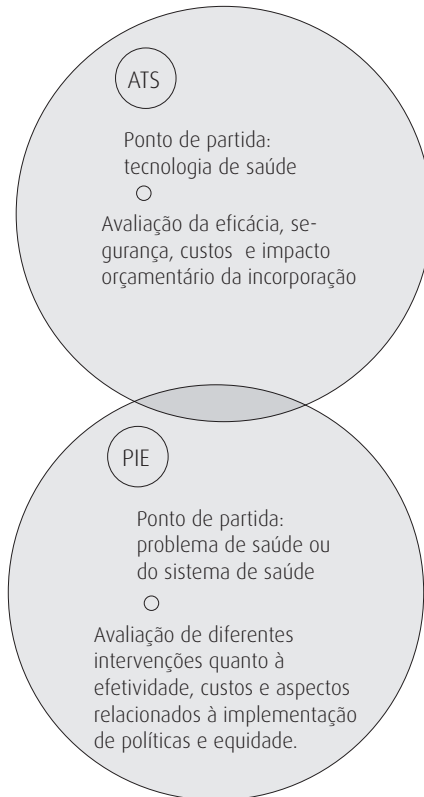 ATS
Ponto de partida:
tecnologia de saúde
Avaliação da eficácia, se-
gurança, custos e impacto
orçamentário da incorporação
PIE
Ponto de partida:
problema de saúde ou
do sistema de saúde
Avaliação de diferentes
intervenções quanto à
efetividade, custos e aspectos
relacionados à implementação
de políticas e equidade.